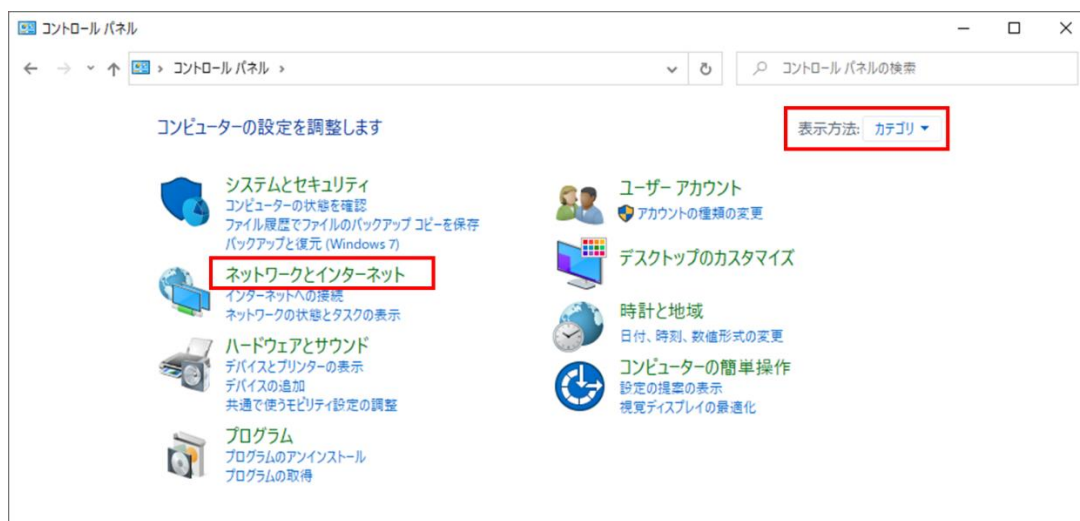 コントロール パネル
コントロール パネル
コントロール パネルの検索
コンピューターの設定を調整します
表示方法: カテゴリ
システムとセキュリティ
コンピューターの状態を確認
ファイル履歴でファイルのバックアップ コピーを保存
バックアップと復元 (Windows 7)
ネットワークとインターネット
インターネットへの接続
ネットワークの状態とタスクの表示
ハードウェアとサウンド
デバイスとプリンターの表示
デバイスの追加
共通で使うモビリティ設定の調整
プログラム
プログラムのアンインストール
プログラムの取得
ユーザー アカウント
アカウントの種類の変更
デスクトップのカスタマイズ
時計と地域
日付、時刻、数値形式の変更
コンピューターの簡単操作
設定の提案の表示
視覚ディスプレイの最適化